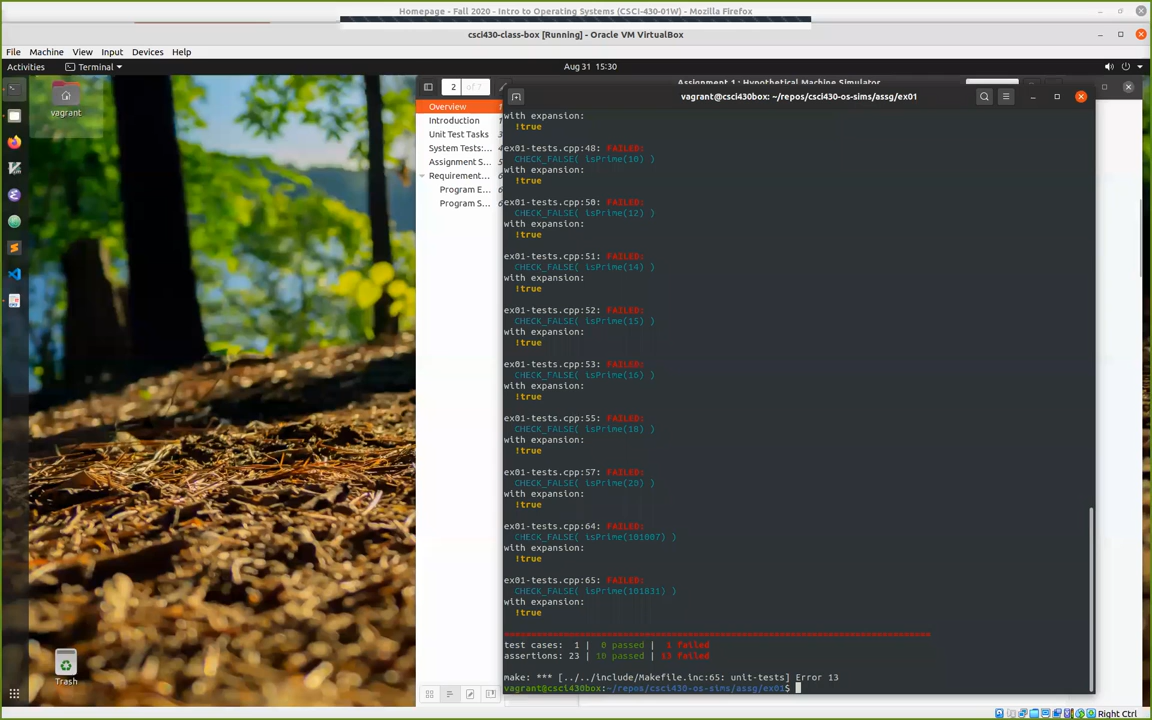 Homepage - Fall 2020 - Intro to Operating Systems (CSCI-430-01W) - Mozilla Firefox
csci430-class-box [Running] - Oracle VM VirtualBox
File Machine View Input Devices Help
Activities Terminal Aug 31 15:30
vagrant
2 of 7
Assignment 1: Hypothetical Machine Simulator
vagrant@csci430box: ~/repos/csci430-os-sims/assg/ex01
Overview 1
Introduction
Unit Test Tasks
System Tests:...
Assignment S...
Requirement...
Program E...
Program S...
with expansion:
!true
ex01-tests.cpp:48: FAILED:
CHECK_FALSE( isPrime(10) )
with expansion:
!true
ex01-tests.cpp:50: FAILED:
CHECK_FALSE( isPrime(12) )
with expansion:
!true
ex01-tests.cpp:51: FAILED:
CHECK_FALSE( isPrime(14) )
with expansion:
!true
ex01-tests.cpp:52: FAILED:
CHECK_FALSE( isPrime(15) )
with expansion:
!true
ex01-tests.cpp:53: FAILED:
CHECK_FALSE( isPrime(16) )
with expansion:
!true
ex01-tests.cpp:55: FAILED:
CHECK_FALSE( isPrime(18) )
with expansion:
!true
ex01-tests.cpp:57: FAILED:
CHECK_FALSE( isPrime(20) )
with expansion:
!true
ex01-tests.cpp:64: FAILED:
CHECK_FALSE( isPrime(101007) )
with expansion:
!true
ex01-tests.cpp:65: FAILED:
CHECK_FALSE( isPrime(101831) )
with expansion:
!true
test cases: 1 | 0 passed | 1 failed
assertions: 23 | 10 passed | 13 failed
make: *** [../../include/Makefile.inc:65: unit-tests] Error 13
vagrant@csci430box:~/repos/csci430-os-sims/assg/ex01$
Trash
Right Ctrl